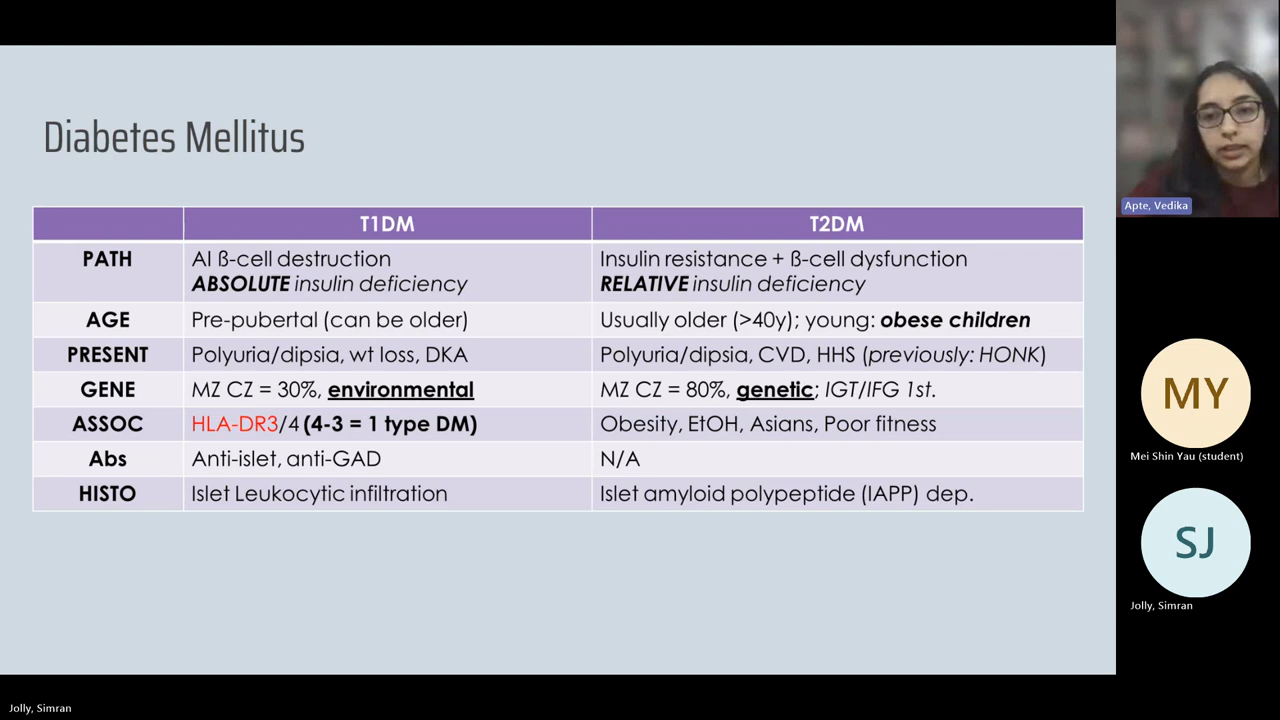 Diabetes Mellitus
T1DM T2DM
PATH AI ß-cell destruction Insulin resistance + ß-cell dysfunction
ABSOLUTE insulin deficiency RELATIVE insulin deficiency
AGE Pre-pubertal (can be older) Usually older (>40y); young: obese children
PRESENT Polyuria/dipsia, wt loss, DKA Polyuria/dipsia, CVD, HHS (previously: HONK)
GENE MZ CZ = 30%, environmental MZ CZ = 80%, genetic; IGT/IFG 1st.
ASSOC HLA-DR3/4 (4-3 = 1 type DM) Obesity, EtOH, Asians, Poor fitness
Abs Anti-islet, anti-GAD N/A
HISTO Islet Leukocytic infiltration Islet amyloid polypeptide (IAPP) dep.
Apte, Vedika
MY
Mei Shin Yau (student)
SJ
Jolly, Simran
Jolly, Simran